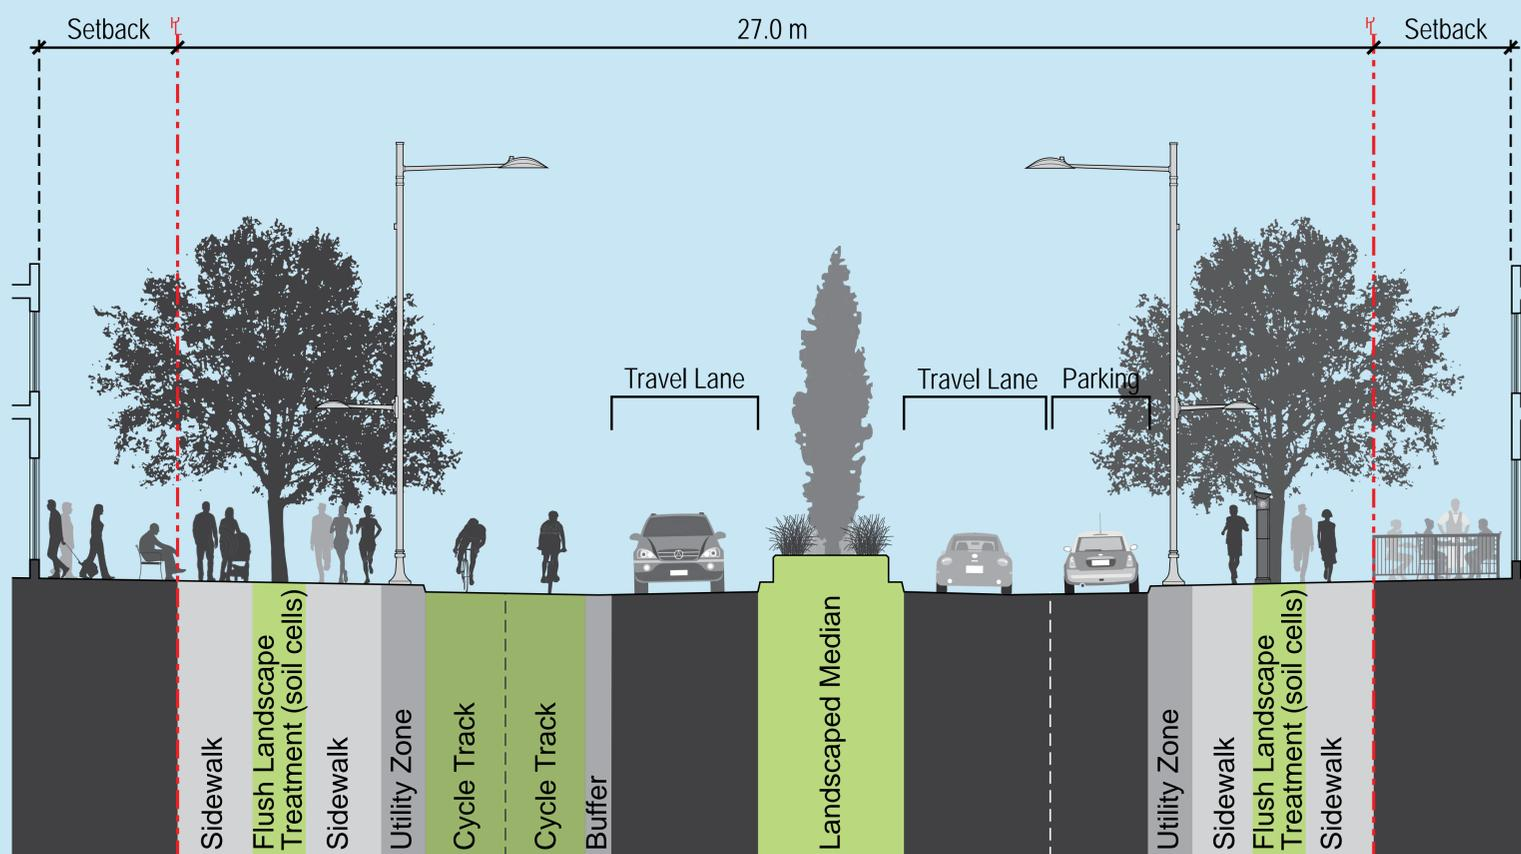 Setback
27.0 m
Setback
Travel Lane
Travel Lane
Parking
Sidewalk
Flush Landscape
Treatment (soil cells)
Sidewalk
Utility Zone
Cycle Track
Cycle Track
Buffer
Landscaped Median
Utility Zone
Sidewalk
Flush Landscape
Treatment (soil cells)
Sidewalk